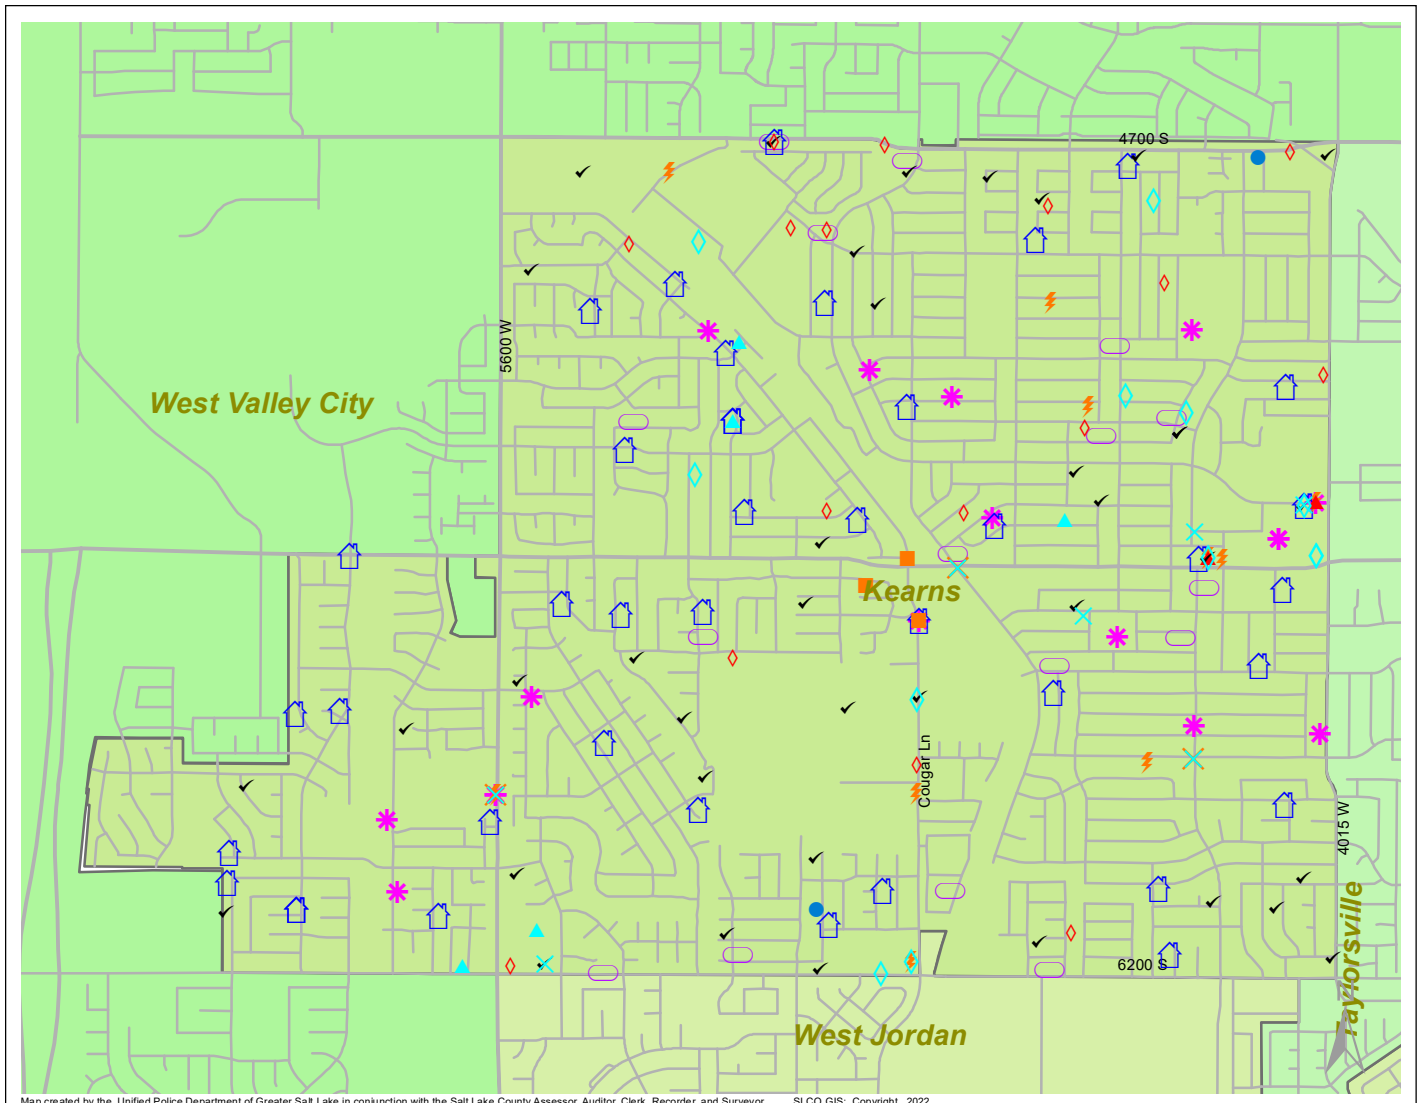 4700 S
5600 W
West Valley City
Kearns
Cougar Ln
4015 W
Taylorsville
6200 S
West Jordan
Map created by the Unified Police Department of Greater Salt Lake in conjunction with the Salt Lake County Assessor, Auditor, Clerk, Recorder, and Surveyor. SLCO GIS: Copyright, 2022